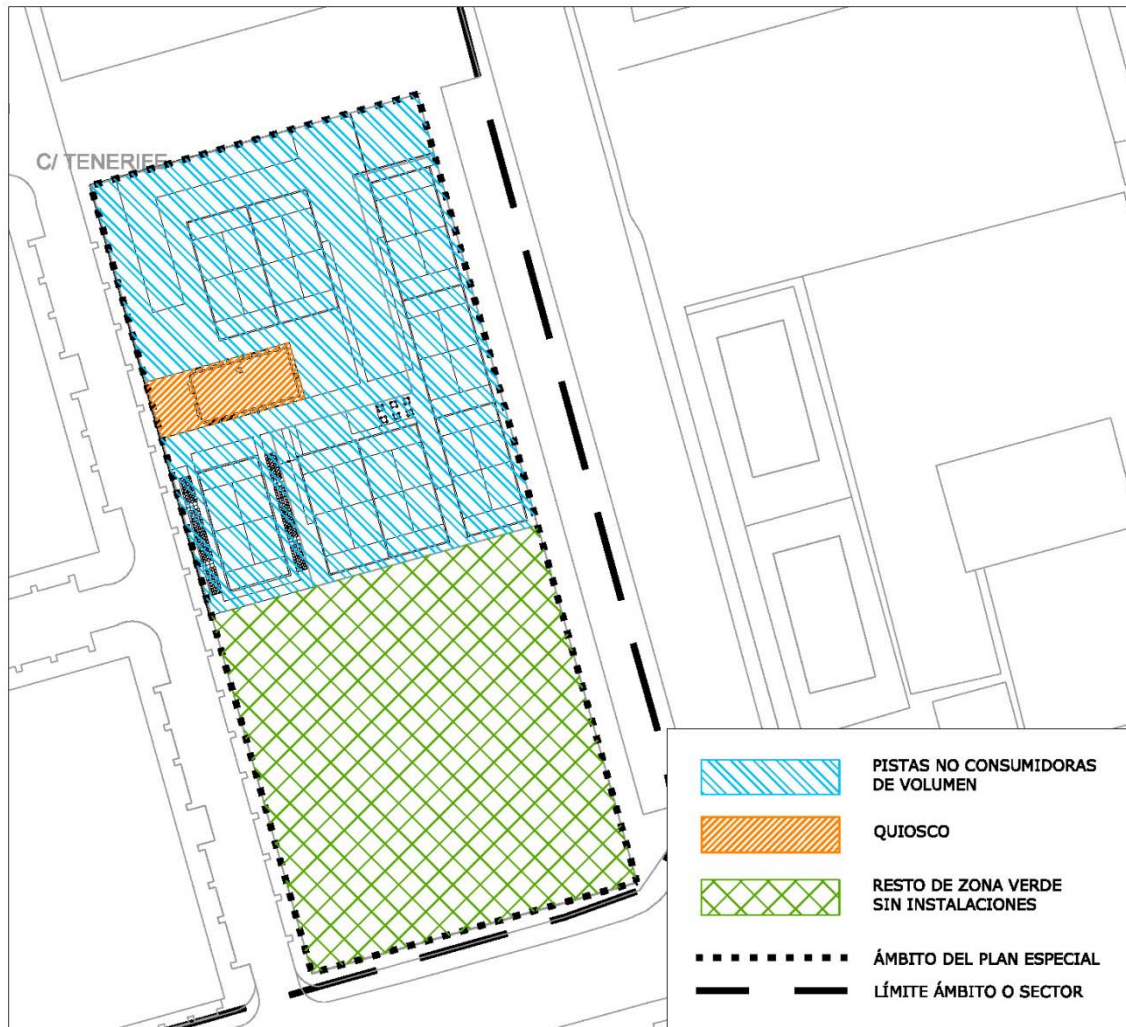 C/ TENERIFE
PISTAS NO CONSUMIDORAS
DE VOLUMEN
QUIOSCO
RESTO DE ZONA VERDE
SIN INSTALACIONES
ÁMBITO DEL PLAN ESPECIAL
LÍMITE ÁMBITO O SECTOR